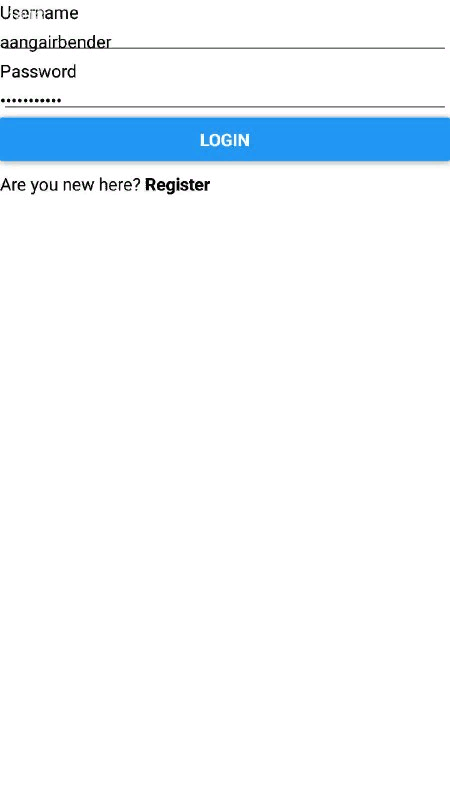 Username
aangairbender
Password
•••••••••••
LOGIN
Are you new here? Register